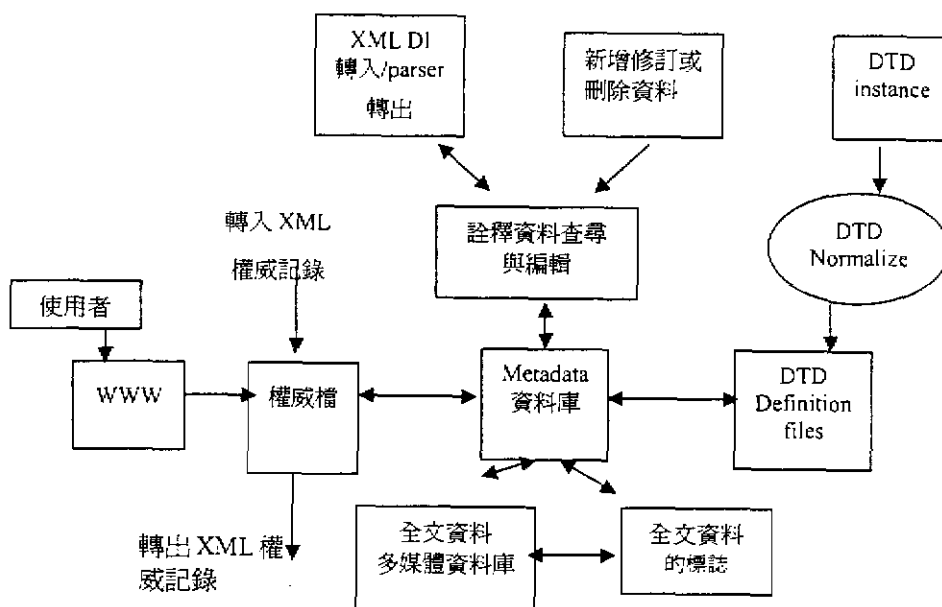 XML DI
轉入/parser
轉出
新增修訂或
刪除資料
DTD
instance
轉入 XML
權威記錄
詮釋資料查尋
與編輯
DTD
Normalize
使用者
WWW
權威檔
Metadata
資料庫
DTD
Definition
files
轉出 XML 權
威記錄
全文資料
多媒體資料庫
全文資料
的標誌